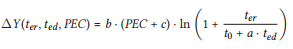 ΔY(t_er, t_ed, PEC) = b · (PEC + c) · ln(1 + t_er / (t_0 + a · t_ed))